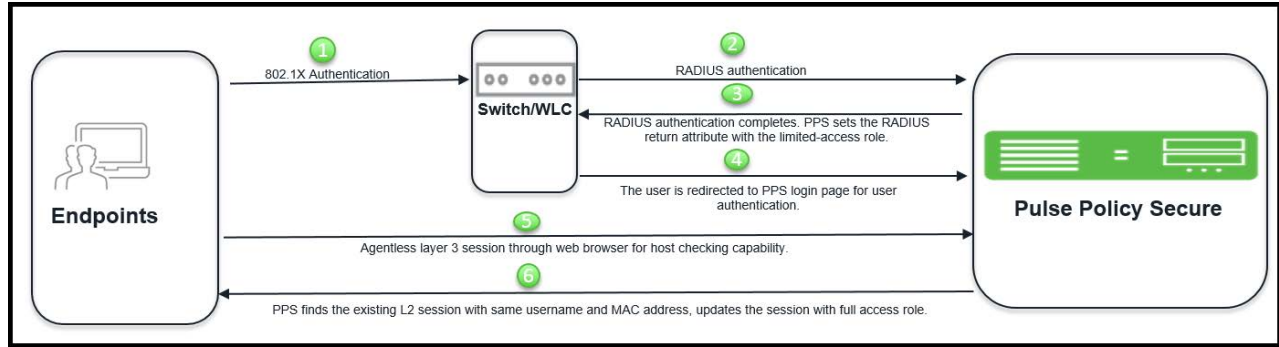 1
802.1X Authentication
2
RADIUS authentication
3
Switch/WLC
RADIUS authentication completes. PPS sets the RADIUS
return attribute with the limited-access role.
4
The user is redirected to PPS login page for user
authentication.
Endpoints
Pulse Policy Secure
5
Agentless layer 3 session through web browser for host checking capability.
6
PPS finds the existing L2 session with same username and MAC address, updates the session with full access role.